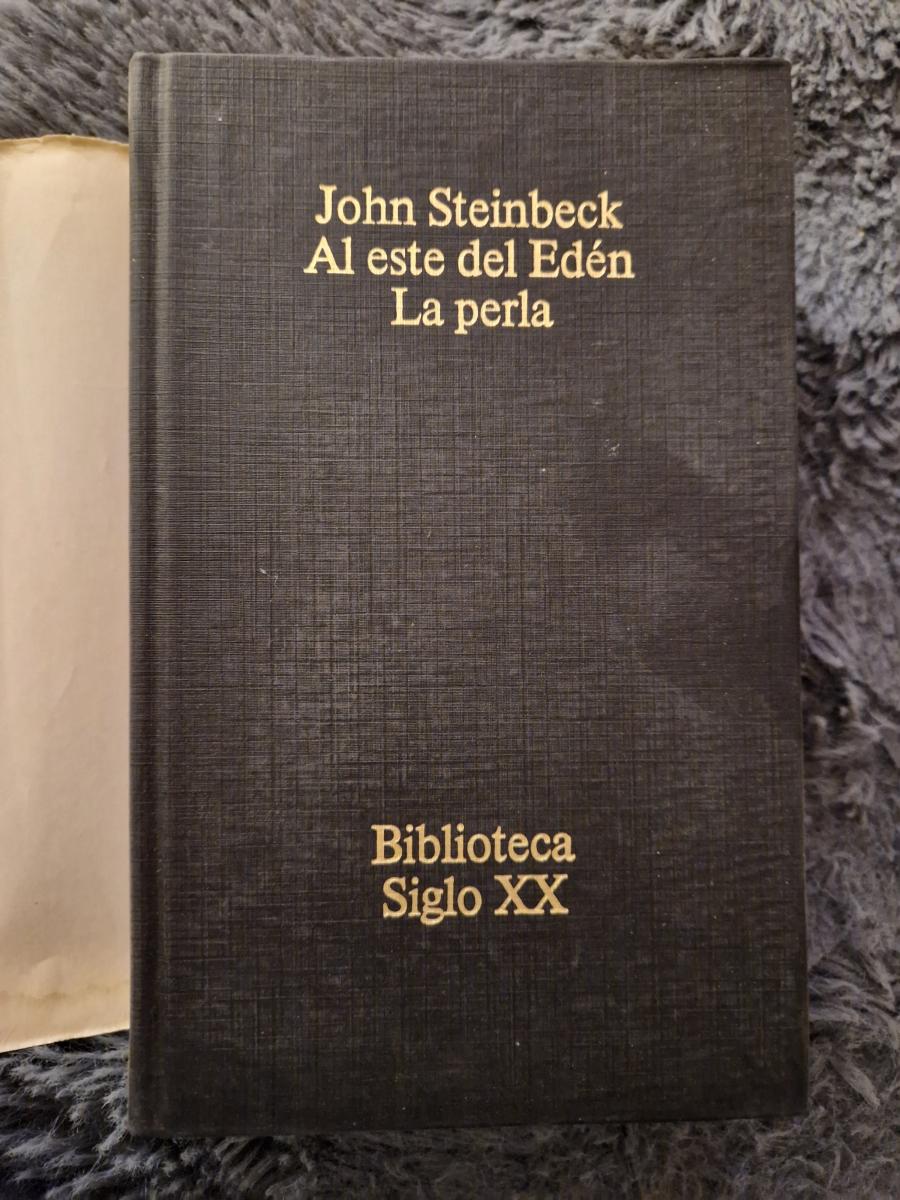 John Steinbeck
Al este del Edén
La perla
Biblioteca
Siglo XX